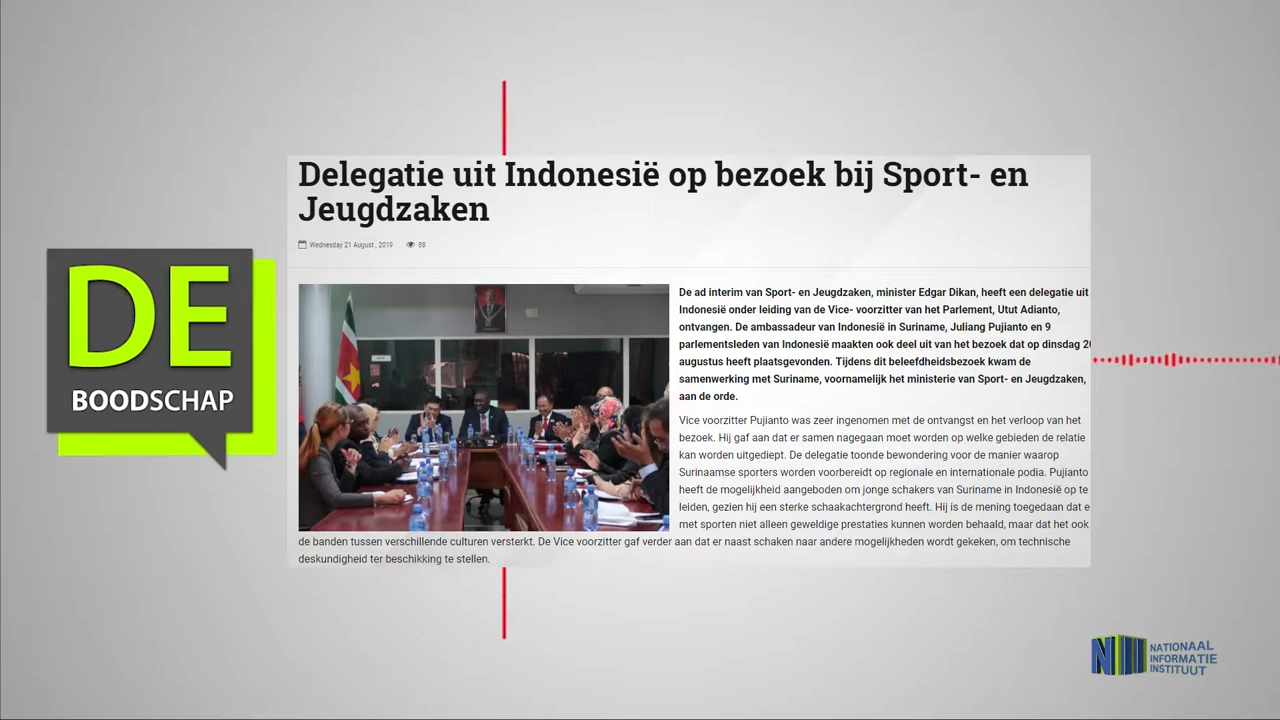 Delegatie uit Indonesië op bezoek bij Sport- en
Jeugdzaken
Wednesday 21 August , 2019 88
DE
BOODSCHAP
De ad interim van Sport- en Jeugdzaken, minister Edgar Dikan, heeft een delegatie uit
Indonesië onder leiding van de Vice- voorzitter van het Parlement, Utut Adianto,
ontvangen. De ambassadeur van Indonesië in Suriname, Juliang Pujianto en 9
parlementsleden van Indonesië maakten ook deel uit van het bezoek dat op dinsdag
augustus heeft plaatsgevonden. Tijdens dit beleefdheidsbezoek kwam de
samenwerking met Suriname, voornamelijk het ministerie van Sport- en Jeugdzaken,
aan de orde.
Vice voorzitter Pujianto was zeer ingenomen met de ontvangst en het verloop van het
bezoek. Hij gaf aan dat er samen nagegaan moet worden op welke gebieden de relatie
kan worden uitgediept. De delegatie toonde bewondering voor de manier waarop
Surinaamse sporters worden voorbereidt op regionale en internationale podia. Pujianto
heeft de mogelijkheid aangeboden om jonge schakers van Suriname in Indonesië op te
leiden, gezien hij een sterke schaakachtergrond heeft. Hij is de mening toegedaan dat e
met sporten niet alleen geweldige prestaties kunnen worden behaald, maar dat het ook
de banden tussen verschillende culturen versterkt. De Vice voorzitter gaf verder aan dat er naast schaken naar andere mogelijkheden wordt gekeken, om technische
deskundigheid ter beschikking te stellen.
NII
NATIONAAL
INFORMATIE
INSTITUUT